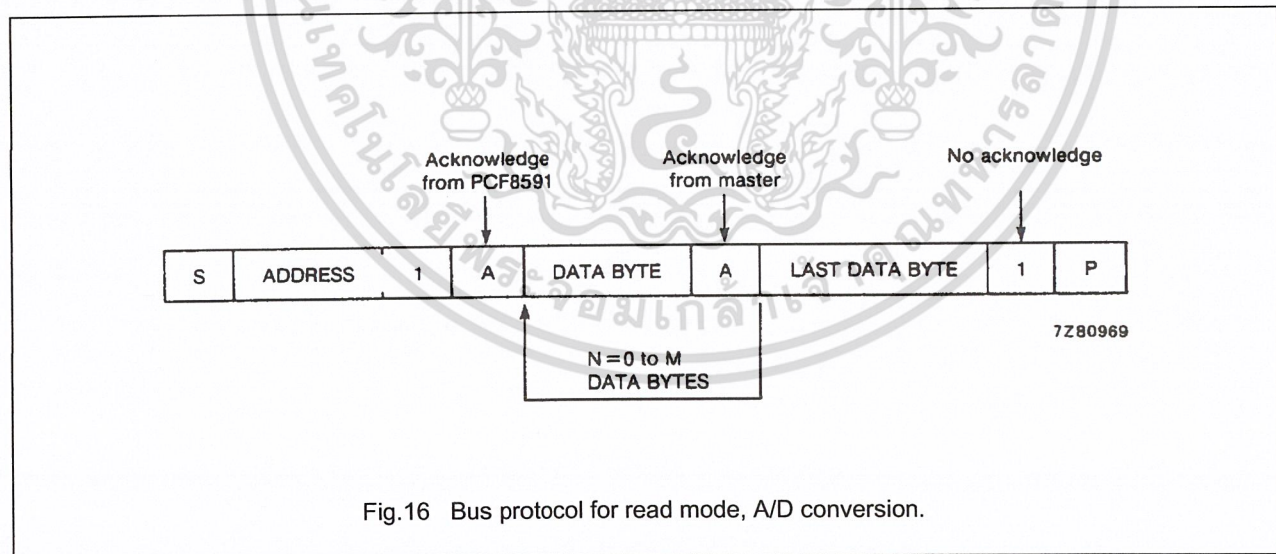 Acknowledge
from PCF8591
Acknowledge
from master
No acknowledge
S ADDRESS 1 A DATA BYTE A LAST DATA BYTE 1 P
7Z80969
N=0 to M
DATA BYTES
Fig.16 Bus protocol for read mode, A/D conversion.